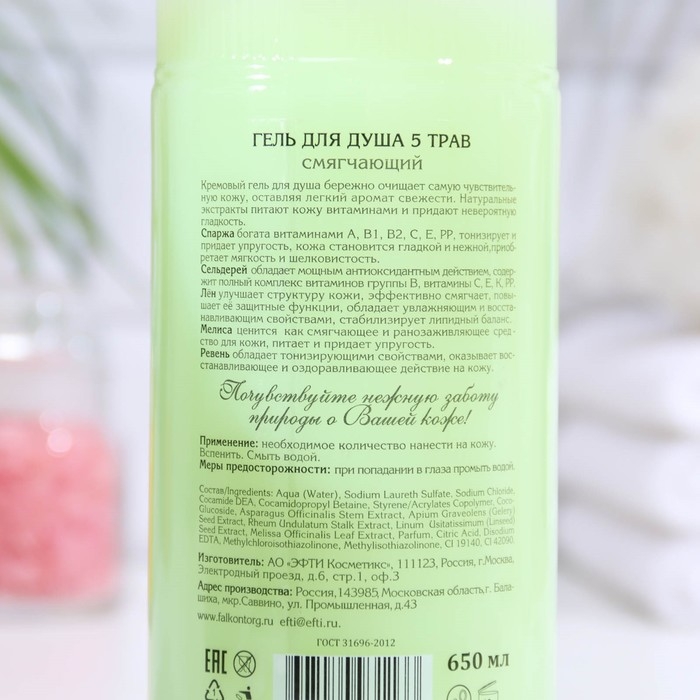 ГЕЛЬ ДЛЯ ДУША 5 ТРАВ
смягчающий
Кремовый гель для душа бережно очищает самую чувствитель-
ную кожу, оставляя легкий аромат свежести. Натуральные
экстракты питают кожу витаминами и придают невероятную
гладкость.
Спаржа богата витаминами А, В1, В2, С, Е, РР, тонизирует и
придает упругость, кожа становится гладкой и нежной,приоб-
ретает мягкость и шелковистость.
Сельдерей обладает мощным антиоксидантным действием, содер-
жит полный комплекс витаминов группы В, витамины С, Е, К, РР.
Лён улучшает структуру кожи, эффективно смягчает, повы-
шает её защитные функции, обладает увлажняющим и восста-
навливающим свойствами, стабилизирует липидный баланс.
Мелиса ценится как смягчающее и ранозаживляющее сред-
ство для кожи, питает и придает упругость.
Ревень обладает тонизирующими свойствами, оказывает вос-
станавливающее и оздоравливающее действие на кожу.
Почувствуйте нежную заботу
природы о Вашей коже!
Применение: необходимое количество нанести на кожу.
Вспенить. Смыть водой.
Меры предосторожности: при попадании в глаза промыть водой.
Состав/Ingredients: Aqua (Water), Sodium Laureth Sulfate, Sodium Chloride,
Cocamide DEA, Cocamidopropyl Betaine, Styrene/Acrylates Copolymer, Coco-
Glucoside, Asparagus Officinalis Stem Extract, Apium Graveolens (Gelery)
Seed Extract, Rheum Undulatum Stalk Extract, Linum Usitatissimum (Linseed)
Seed Extract, Melissa Officinalis Leaf Extract, Parfum, Citric Acid, Disodium
EDTA, Methylchloroisothiazolinone, Methylisothiazolinone, CI 19140, CI 42090.
Изготовитель: АО «ЭФТИ Косметикс», 111123, Россия, г.Москва,
Электродный проезд, д.6, стр.1, оф.3
Адрес производства: Россия,143985,Московская область,г. Бала-
шиха, мкр.Саввино, ул. Промышленная, д.43
www.falkontorg.ru efti@efti.ru
ГОСТ 31696-2012
ЕАС
650 мл